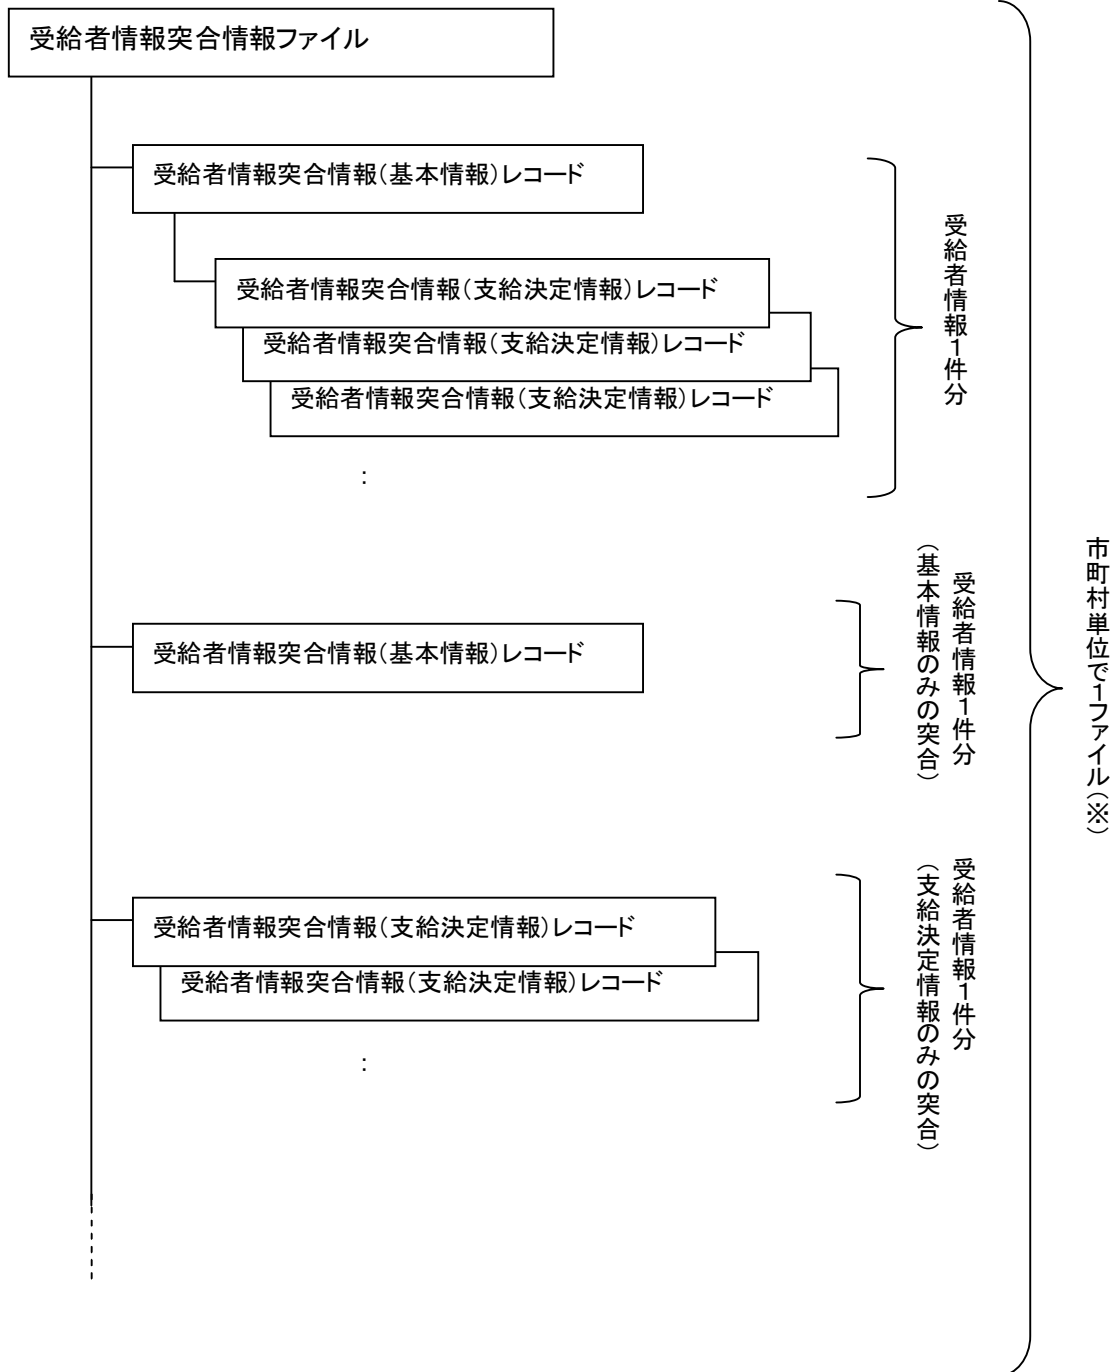 受給者情報突合情報ファイル
受給者情報突合情報(基本情報)レコード
受給者情報突合情報(支給決定情報)レコード
受給者情報突合情報(支給決定情報)レコード
受給者情報突合情報(支給決定情報)レコード
:
受給者情報1件分
受給者情報突合情報(基本情報)レコード
受給者情報1件分
(基本情報のみの突合)
受給者情報突合情報(支給決定情報)レコード
受給者情報突合情報(支給決定情報)レコード
:
受給者情報1件分
(支給決定情報のみの突合)
市町村単位で1ファイル(※)